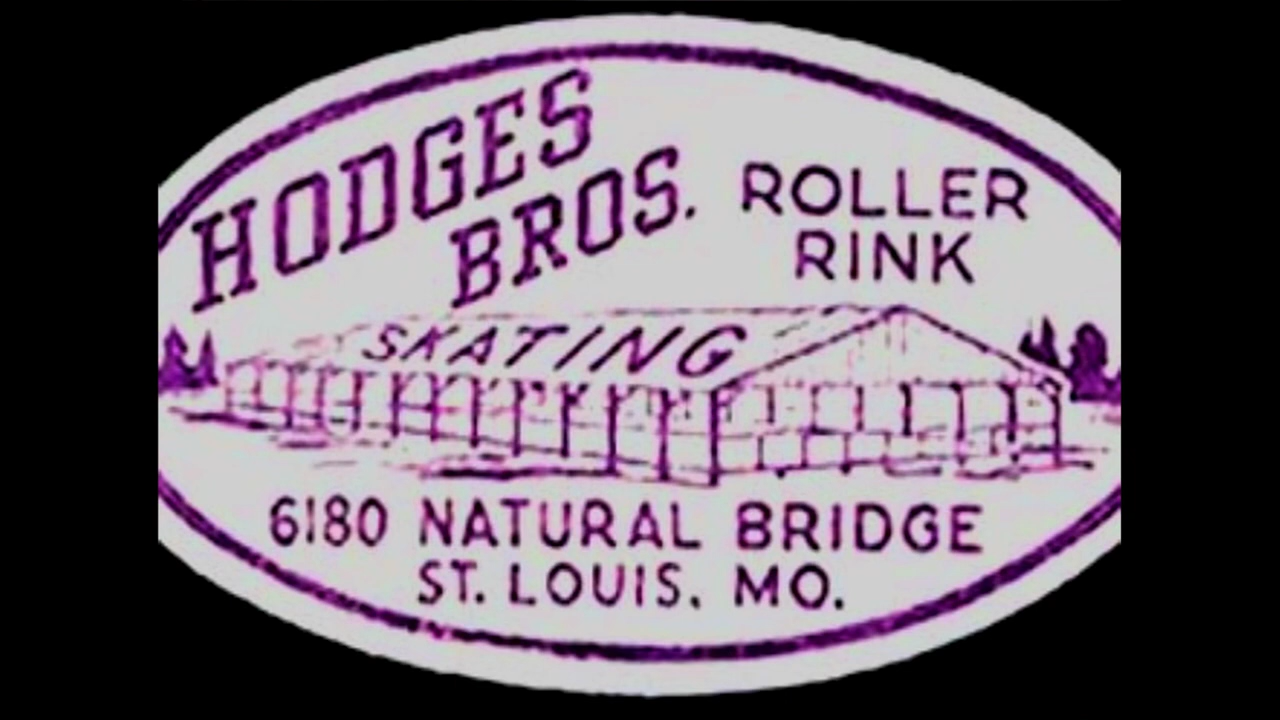 HODGES
BROS.
ROLLER
RINK
SKATING
6180 NATURAL BRIDGE
ST. LOUIS, MO.